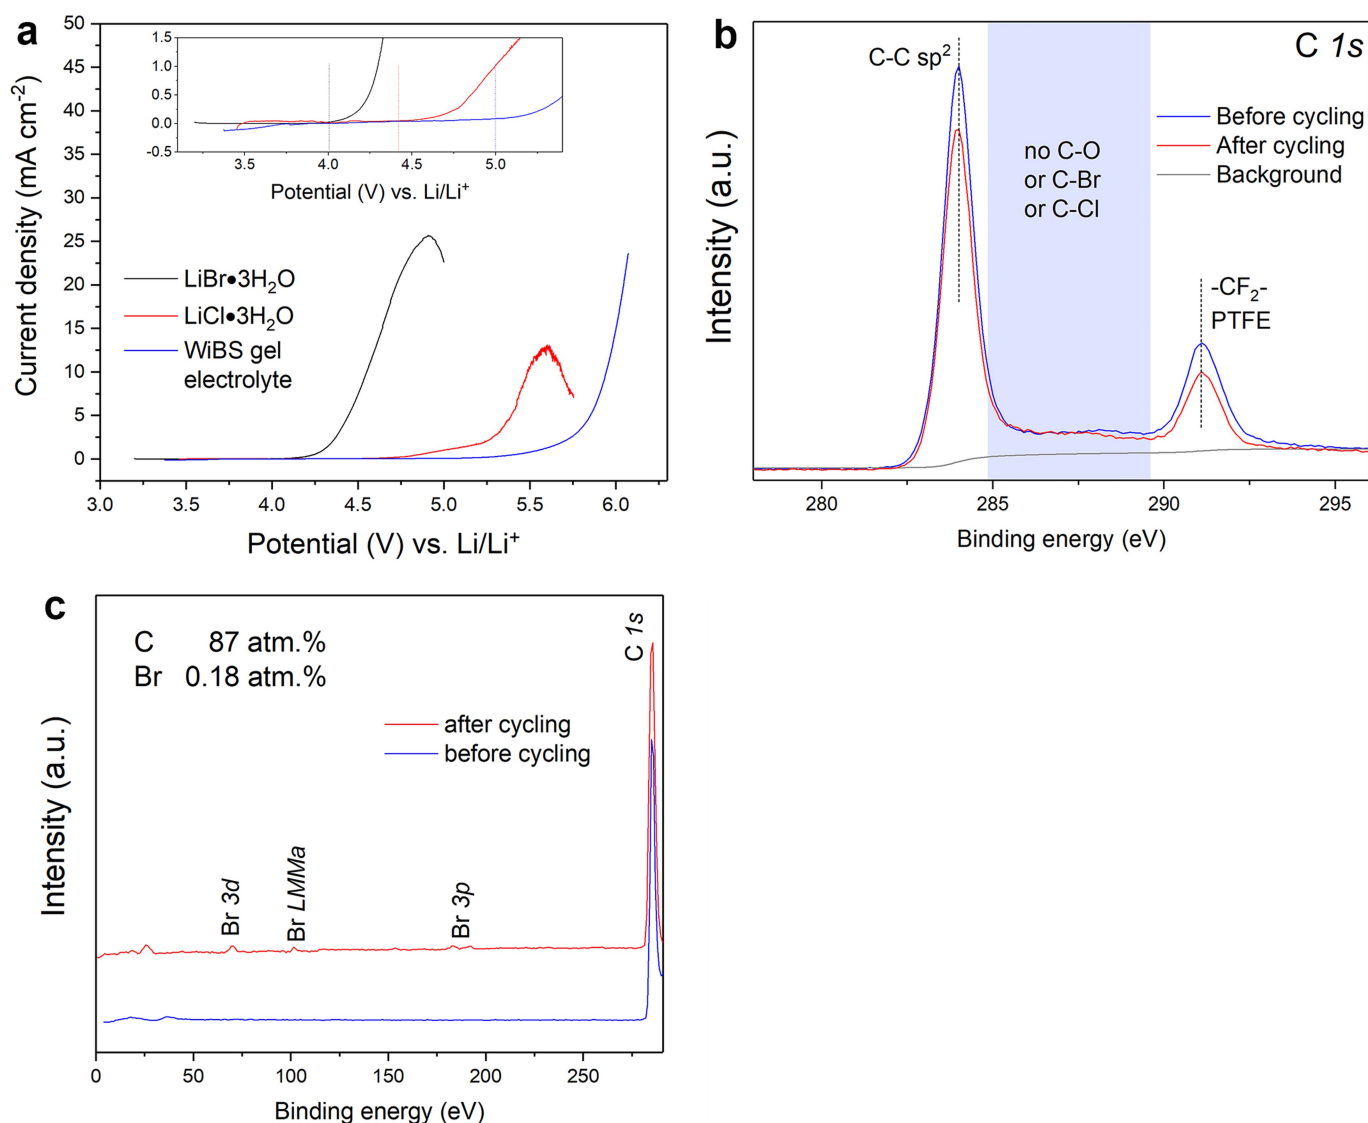 a
50
45
40
35
30
25
20
15
10
5
0
Current density (mA cm⁻²)
1.5
1.0
0.5
0.0
-0.5
3.5 4.0 4.5 5.0
Potential (V) vs. Li/Li⁺
LiBr•3H₂O
LiCl•3H₂O
WiBS gel
electrolyte
3.0 3.5 4.0 4.5 5.0 5.5 6.0
Potential (V) vs. Li/Li⁺
b
C 1s
C-C sp²
Before cycling
After cycling
Background
no C-O
or C-Br
or C-Cl
-CF₂-
PTFE
Intensity (a.u.)
280 285 290 295
Binding energy (eV)
c
C 87 atm.%
Br 0.18 atm.%
C 1s
after cycling
before cycling
Br 3d
Br LMMa
Br 3p
Intensity (a.u.)
0 50 100 150 200 250
Binding energy (eV)